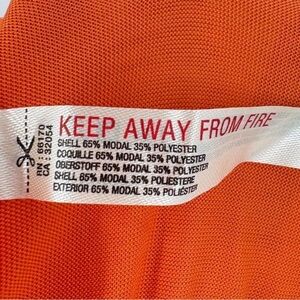 RN : 66170
CA : 32054
KEEP AWAY FROM FIRE
SHELL 65% MODAL 35% POLYESTER
COQUILLE 65% MODAL 35% POLYESTER
OBERSTOFF 65% MODAL 35% POLYESTER
SHELL 65% MODAL 35% POLIESTERE
EXTERIOR 65% MODAL 35% POLIÉSTER